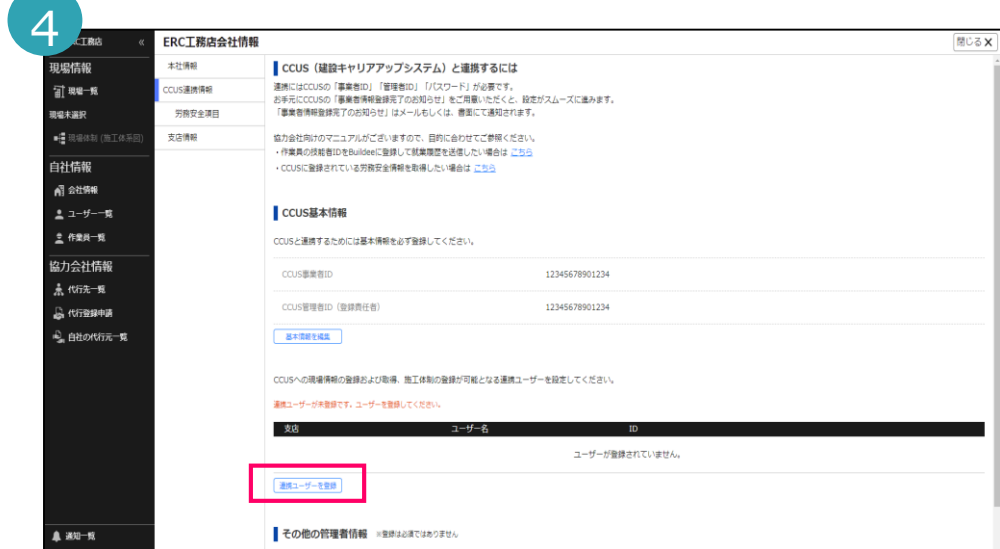 4
ERC工務店会社情報
閉じる X
工務店
«
現場情報
現場一覧
現場未選択
現場体制 (施工体系図)
自社情報
会社情報
ユーザー一覧
作業員一覧
協力会社情報
代行先一覧
代行登録申請
自社の代行元一覧
通知一覧
本社情報
CCUS連携情報
労務安全項目
支店情報
CCUS（建設キャリアアップシステム）と連携するには
連携にはCCUSの「事業者ID」「管理者ID」「パスワード」が必要です。
お手元にCCUSの「事業者情報登録完了のお知らせ」をご用意いただくと、設定がスムーズに進みます。
「事業者情報登録完了のお知らせ」はメールもしくは、書面にて通知されます。
協力会社向けのマニュアルがございますので、目的に合わせてご参照ください。
・作業員の技能者IDをBuildeeに登録して就業履歴を送信したい場合は こちら
・CCUSに登録されている労務安全情報を取得したい場合は こちら
CCUS基本情報
CCUSと連携するためには基本情報を必ず登録してください。
CCUS事業者ID 12345678901234
CCUS管理者ID（登録責任者） 12345678901234
基本情報を編集
CCUSへの現場情報の登録および取得、施工体制の登録が可能となる連携ユーザーを設定してください。
連携ユーザーが未登録です。ユーザーを登録してください。
支店 ユーザー名 ID
ユーザーが登録されていません。
連携ユーザーを登録
その他の管理者情報 ※登録は必須ではありません